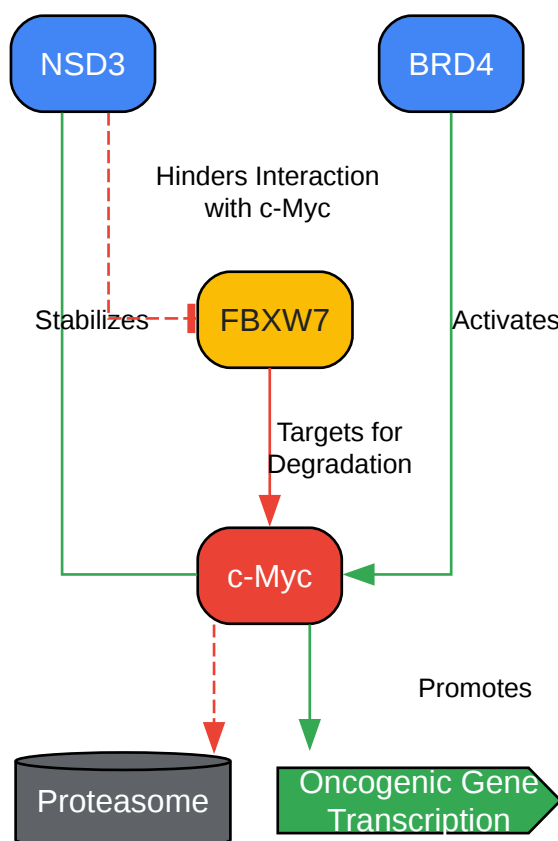 NSD3
BRD4
Hinders Interaction
with c-Myc
Stabilizes
FBXW7
Activates
Targets for
Degradation
c-Myc
Promotes
Proteasome
Oncogenic Gene
Transcription